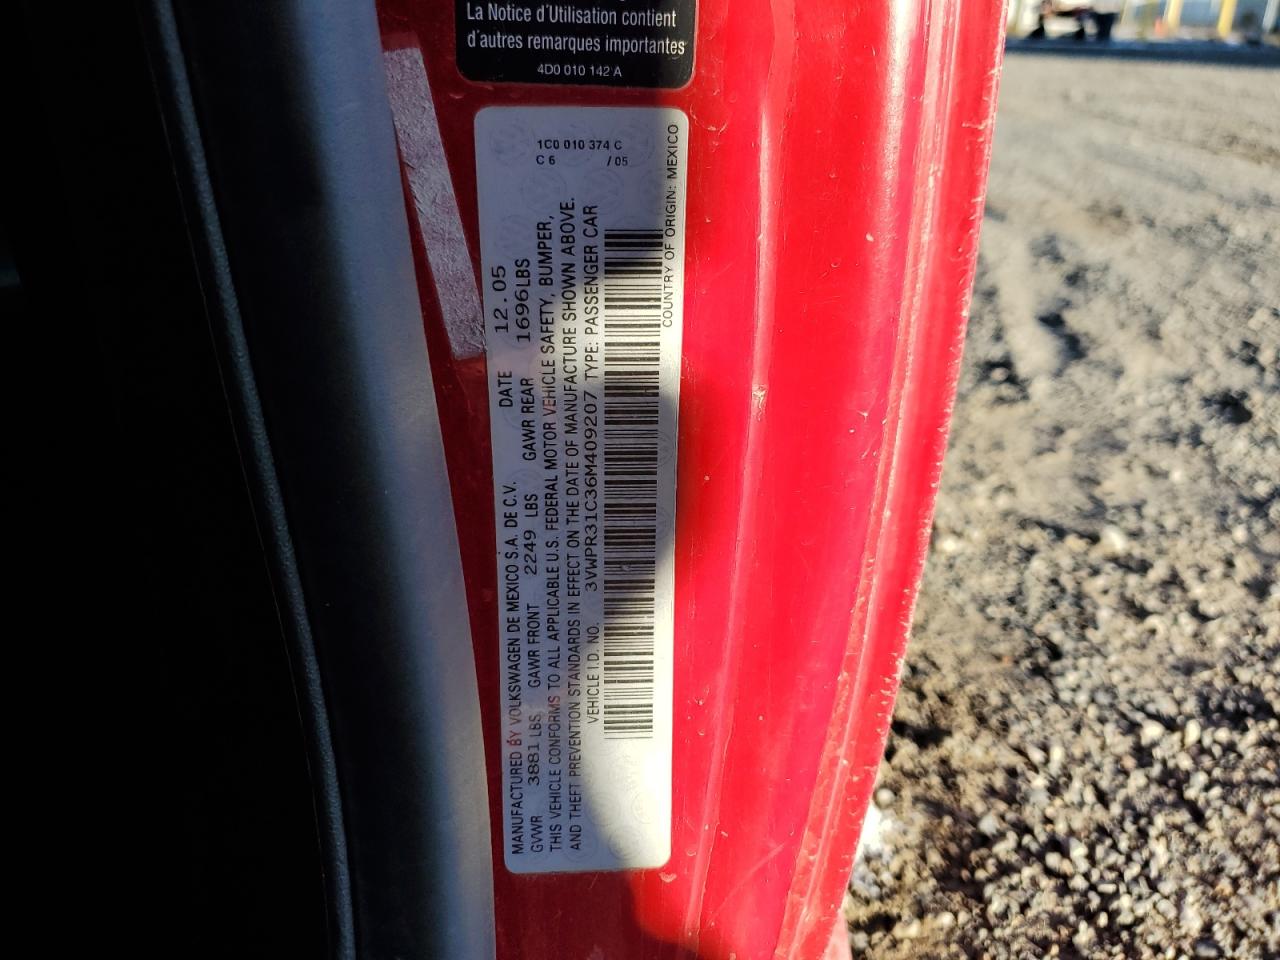 La Notice d'Utilisation contient
d'autres remarques importantes
4D0 010 142 A
1C0 010 374 C
C 6 / 05
MANUFACTURED BY VOLKSWAGEN DE MEXICO S.A. DE C.V. DATE 12.05
GVWR 3881 LBS GAWR FRONT 2249 LBS GAWR REAR 1696LBS
THIS VEHICLE CONFORMS TO ALL APPLICABLE U.S. FEDERAL MOTOR VEHICLE SAFETY, BUMPER,
AND THEFT PREVENTION STANDARDS IN EFFECT ON THE DATE OF MANUFACTURE SHOWN ABOVE.
VEHICLE I.D. NO. 3VWPR31C36M409207 TYPE: PASSENGER CAR
COUNTRY OF ORIGIN: MEXICO